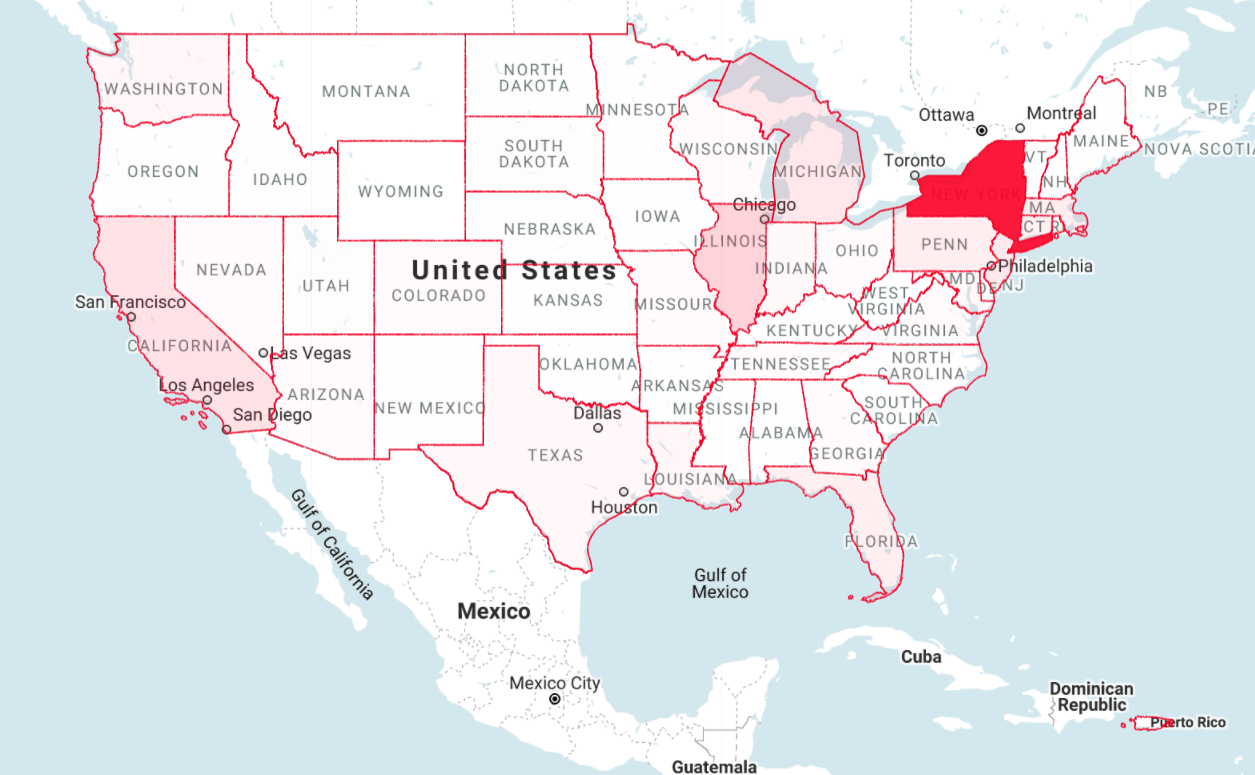 NB
PE
NOVA SCOTI
Ottawa
Montreal
WASHINGTON
MONTANA
NORTH
DAKOTA
MINNESOTA
MAINE
SOUTH
DAKOTA
WISCONSIN
MICHIGAN
Toronto
VT
NH
OREGON
IDAHO
WYOMING
NEW YORK
IOWA
Chicago
MA
CT
RI
NEBRASKA
ILLINOIS
INDIANA
OHIO
PENN
NEVADA
UTAH
United States
COLORADO
KANSAS
MISSOUR
Philadelphia
MD
DE
NJ
WEST
VIRGINIA
VIRGINIA
San Francisco
CALIFORNIA
Las Vegas
KENTUCKY
Los Angeles
San Diego
ARIZONA
NEW MEXICO
OKLAHOMA
ARKANSAS
TENNESSEE
NORTH
CAROLINA
Dallas
MISSISSIPPI
ALABAMA
SOUTH
CAROLINA
GEORGIA
TEXAS
LOUISIANA
Houston
FLORIDA
Gulf of California
Gulf of
Mexico
Mexico
Mexico City
Cuba
Dominican
Republic
Puerto Rico
Guatemala